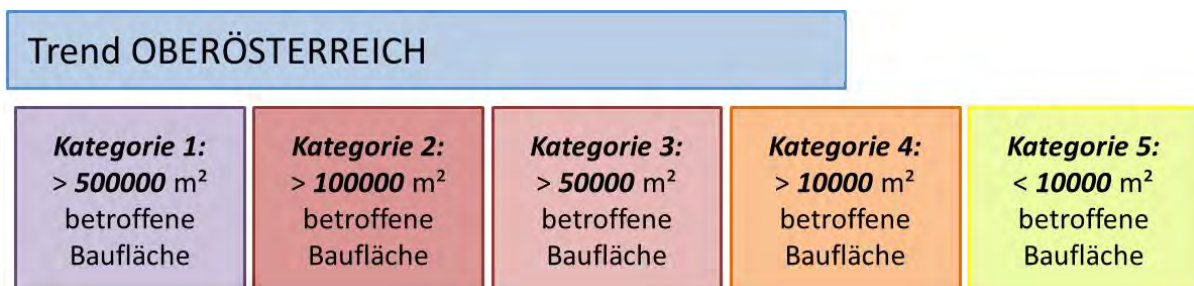 Trend OBERÖSTERREICH
Kategorie 1:
> 500000 m²
betroffene
Baufläche
Kategorie 2:
> 100000 m²
betroffene
Baufläche
Kategorie 3:
> 50000 m²
betroffene
Baufläche
Kategorie 4:
> 10000 m²
betroffene
Baufläche
Kategorie 5:
< 10000 m²
betroffene
Baufläche